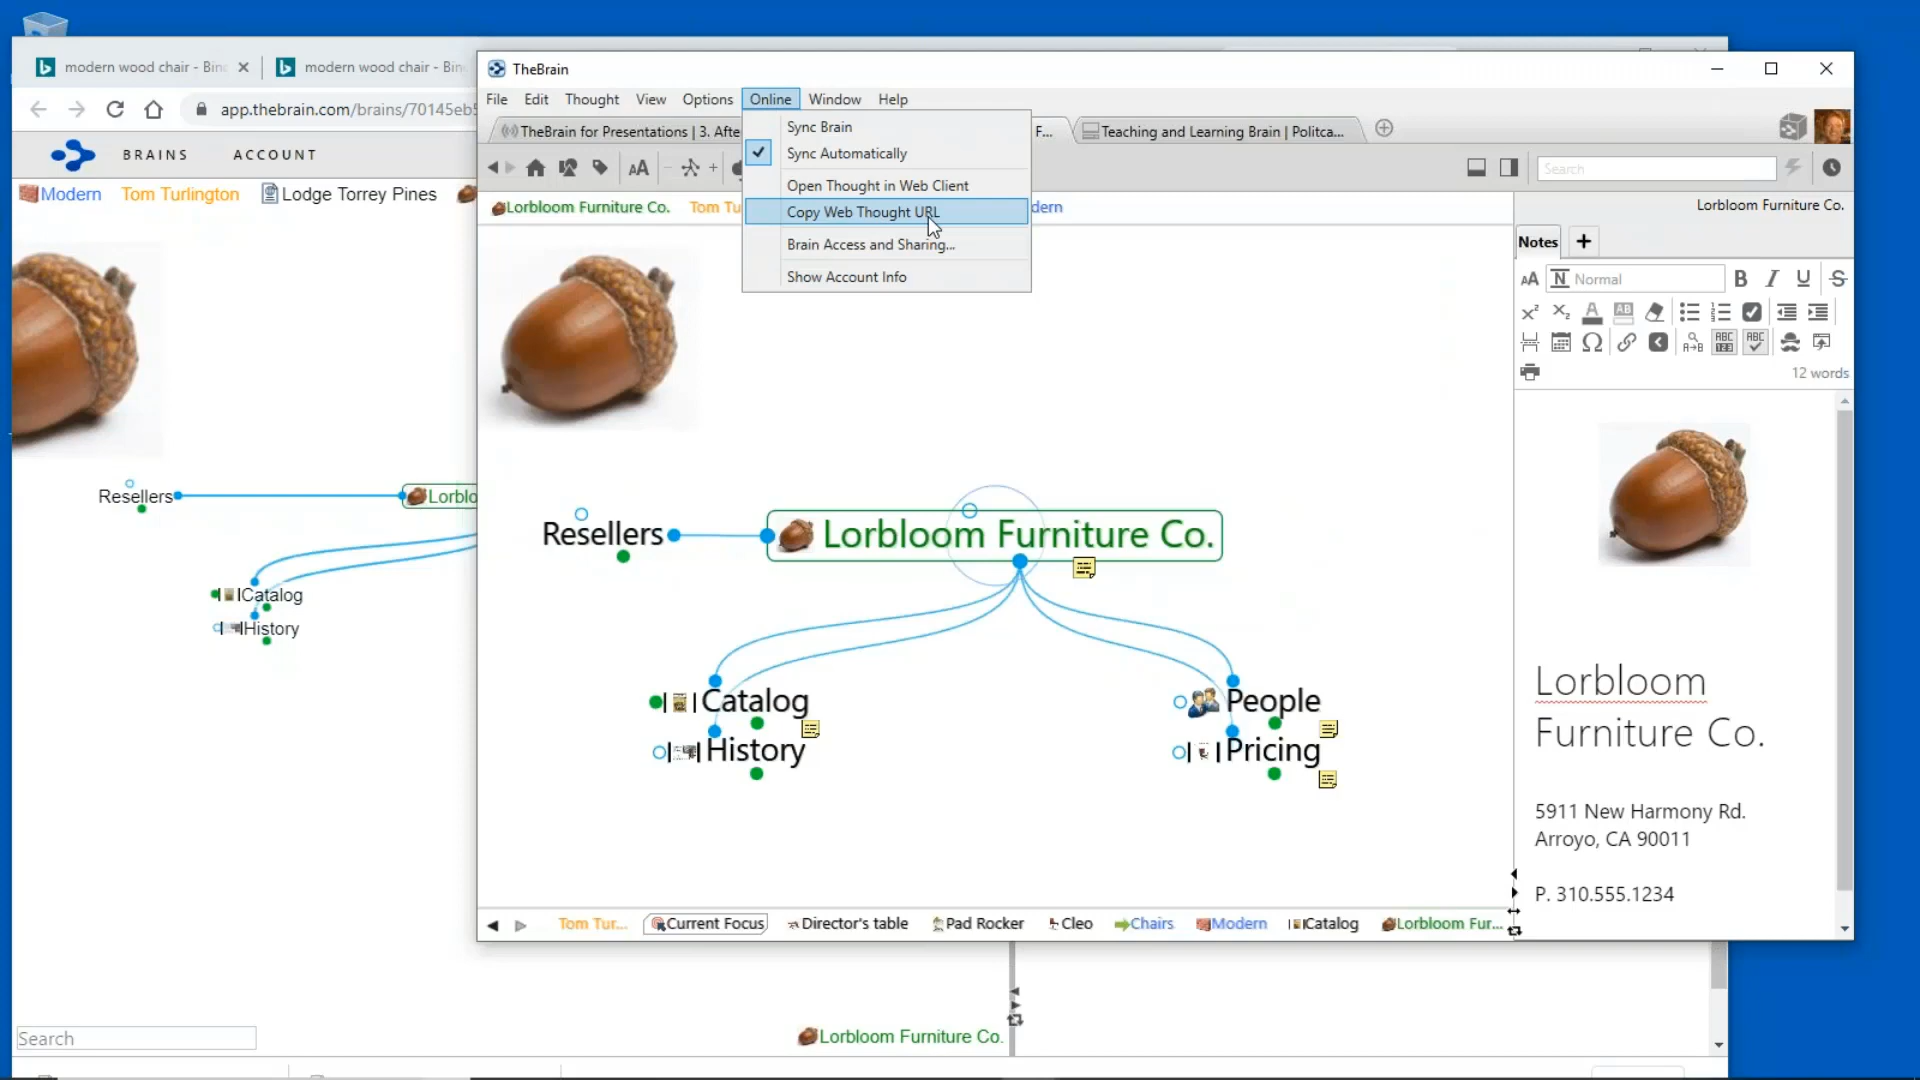 modern wood chair - Bin
modern wood chair - Bin
app.thebrain.com/brains/70145eb5
BRAINS ACCOUNT
Modern Tom Turlington Lodge Torrey Pines
Resellers
Lorblo
Catalog
History
Search
Lorbloom Furniture Co.
TheBrain
File Edit Thought View Options Online Window Help
TheBrain for Presentations | 3. Afte
F...
Teaching and Learning Brain | Politca...
Sync Brain
Sync Automatically
Open Thought in Web Client
Copy Web Thought URL
Brain Access and Sharing...
Show Account Info
AA
Search
Lorbloom Furniture Co. Tom Tu
dern
Lorbloom Furniture Co.
Resellers
Lorbloom Furniture Co.
Catalog
People
History
Pricing
Notes +
AA N Normal B I U S
12 words
Lorbloom
Furniture Co.
5911 New Harmony Rd.
Arroyo, CA 90011
P. 310.555.1234
Tom Tur... Current Focus Director's table Pad Rocker Cleo Chairs Modern Catalog Lorbloom Fur...